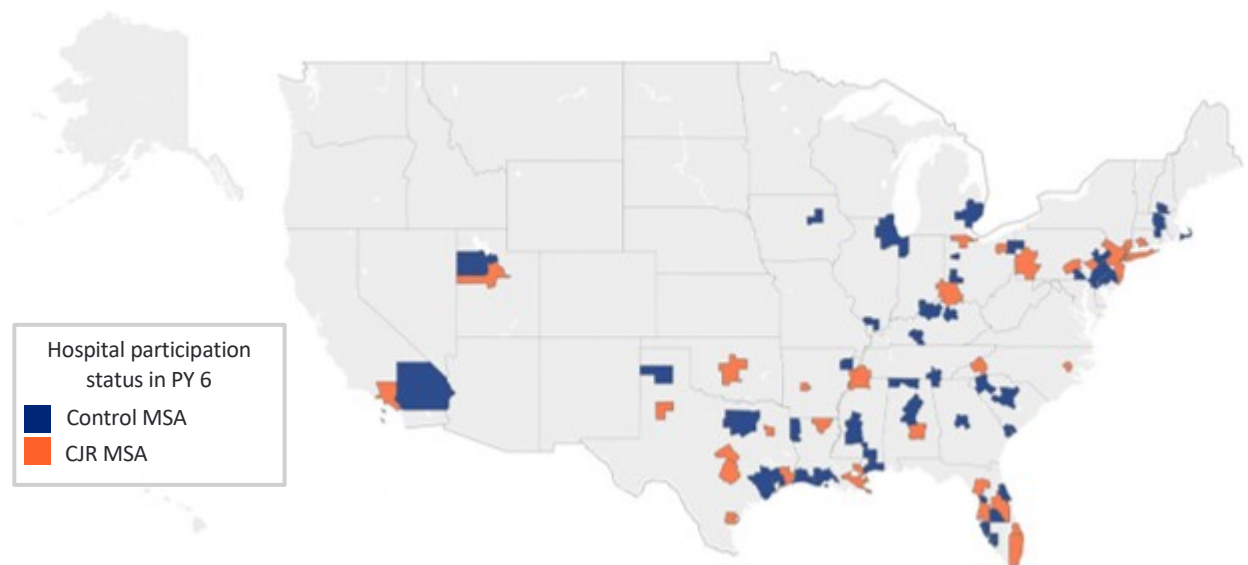 Hospital participation
status in PY 6
Control MSA
CJR MSA